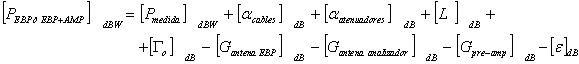 [P_{EBP ó EBP+AMP}]_{dBW} = [P_{medida}]_{dBW} + [α_{cables}]_{dB} + [α_{atenuadores}]_{dB} + [L]_{dB} +
+ [Γ_o]_{dB} − [G_{antena EBP}]_{dB} − [G_{antena analizador}]_{dB} − [G_{pre-amp}]_{dB} − [ε]_{dB}